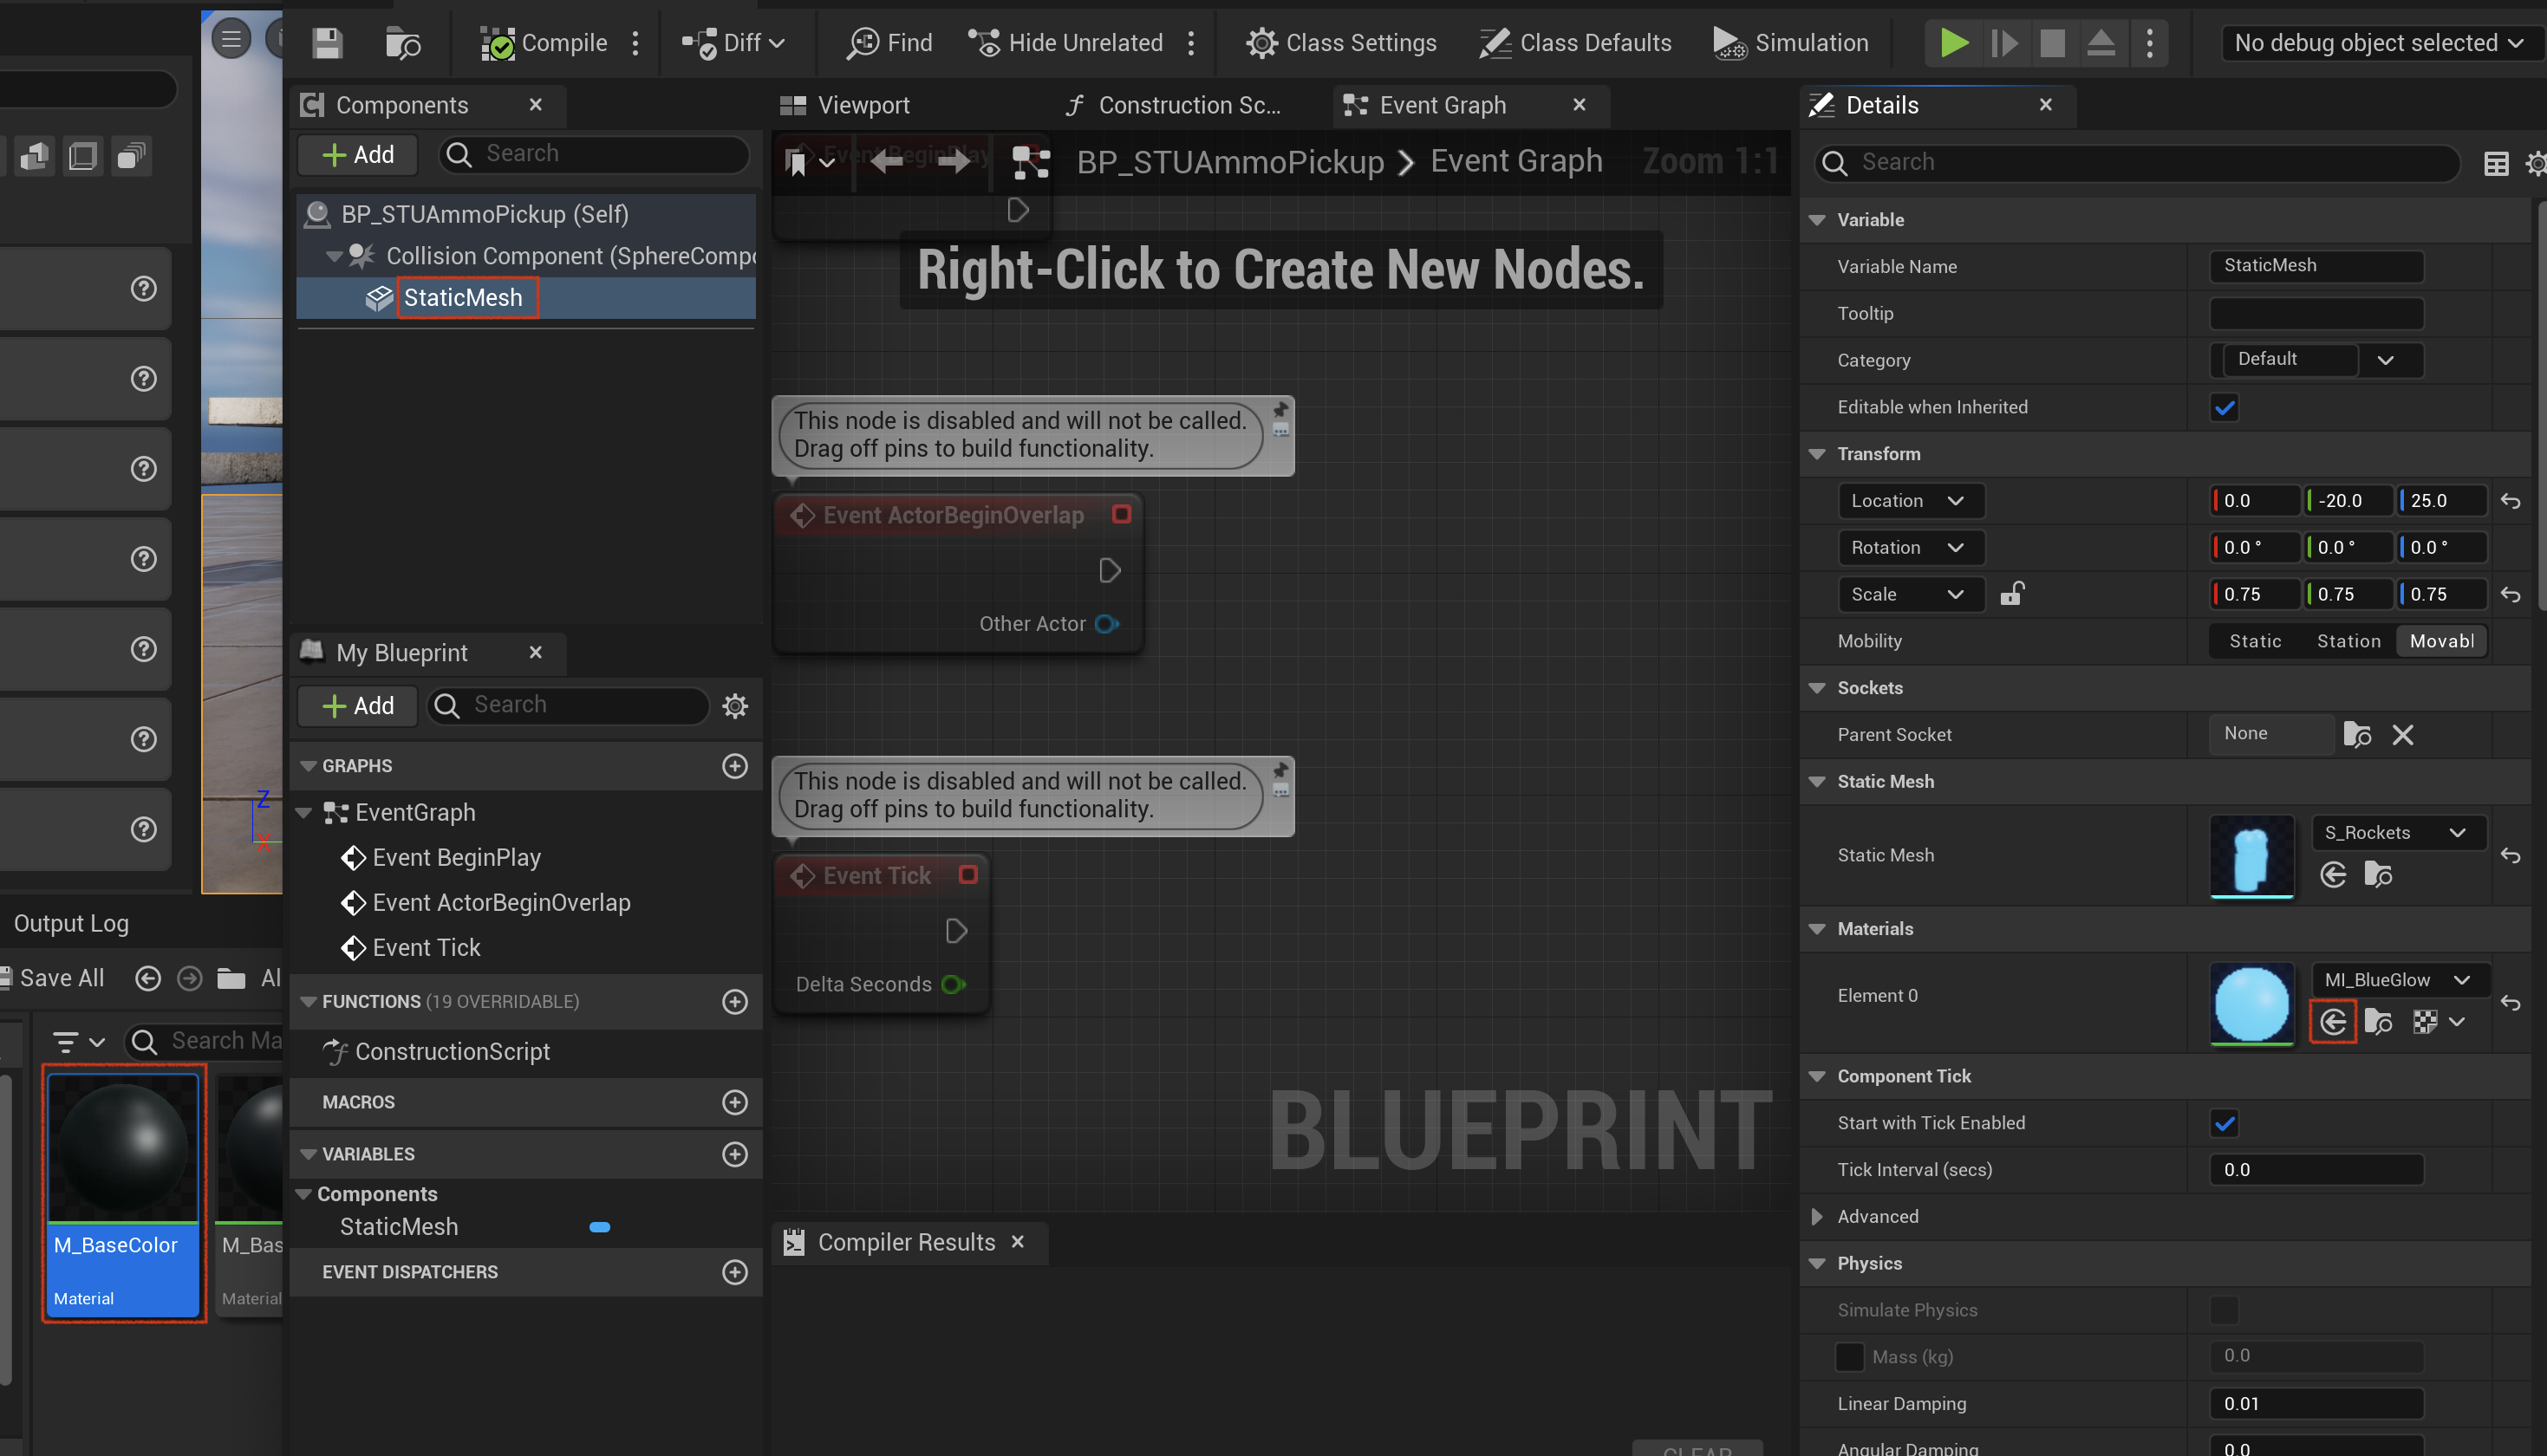 Compile
Diff
Find
Hide Unrelated
Class Settings
Class Defaults
Simulation
No debug object selected
Components
Add
Search
BP_STUAmmoPickup (Self)
Collision Component (SphereCompo
StaticMesh
Viewport
Construction Sc...
Event Graph
Event BeginPlay
BP_STUAmmoPickup
Event Graph
Zoom 1:1
Right-Click to Create New Nodes.
This node is disabled and will not be called.
Drag off pins to build functionality.
Event ActorBeginOverlap
Other Actor
This node is disabled and will not be called.
Drag off pins to build functionality.
Event Tick
Delta Seconds
BLUEPRINT
Compiler Results
CLEAR
My Blueprint
Add
Search
GRAPHS
EventGraph
Event BeginPlay
Event ActorBeginOverlap
Event Tick
FUNCTIONS (19 OVERRIDABLE)
ConstructionScript
MACROS
VARIABLES
Components
StaticMesh
EVENT DISPATCHERS
Z
X
Output Log
Save All
Al
Search Ma
M_BaseColor
Material
M_Bas
Material
Details
Search
Variable
Variable Name StaticMesh
Tooltip
Category Default
Editable when Inherited
Transform
Location 0.0 -20.0 25.0
Rotation 0.0 ° 0.0 ° 0.0 °
Scale 0.75 0.75 0.75
Mobility Static Station Movabl
Sockets
Parent Socket None
Static Mesh
Static Mesh S_Rockets
Materials
Element 0 MI_BlueGlow
Component Tick
Start with Tick Enabled
Tick Interval (secs) 0.0
Advanced
Physics
Simulate Physics
Mass (kg) 0.0
Linear Damping 0.01
Angular Damping 0.0